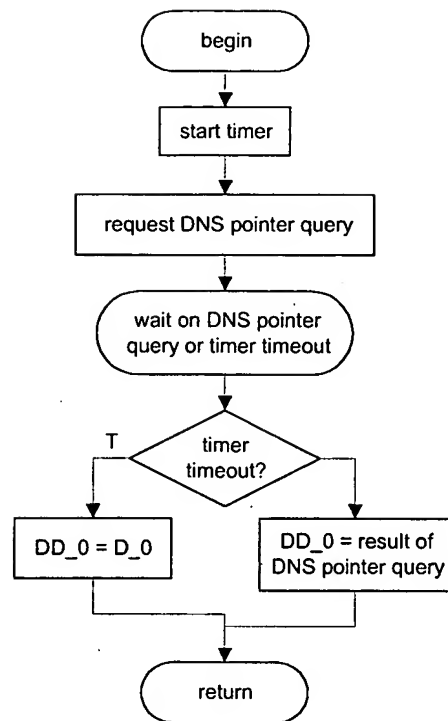 begin
start timer
request DNS pointer query
wait on DNS pointer
query or timer timeout
T
timer
timeout?
DD_0 = D_0
DD_0 = result of
DNS pointer query
return